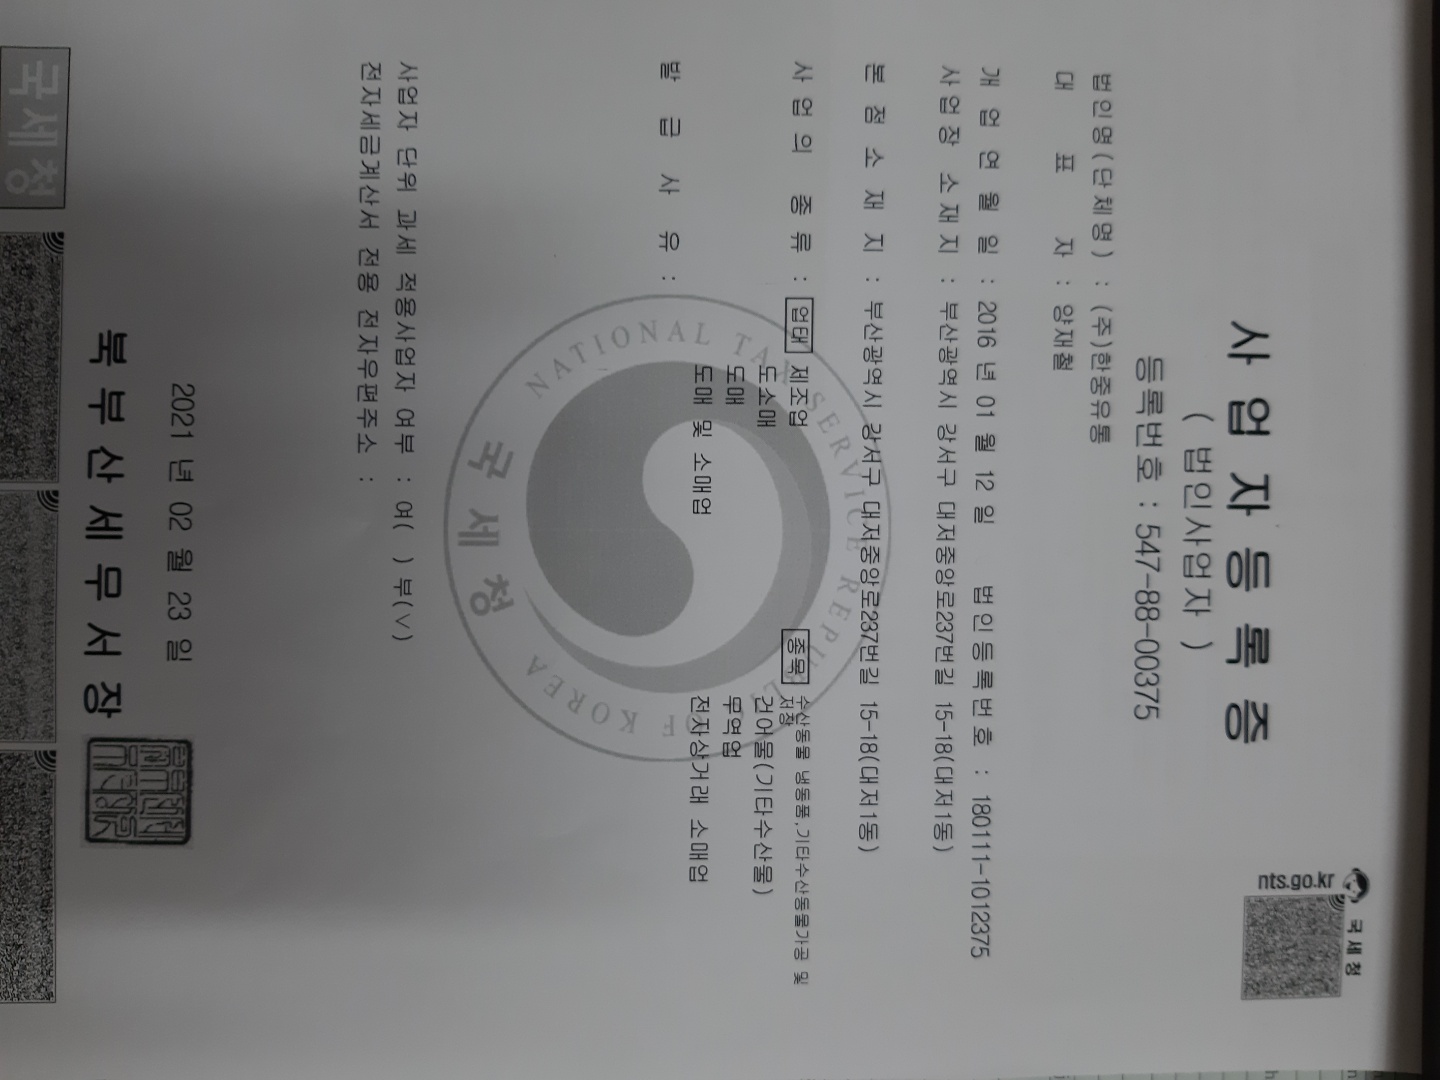 국세청
nts.go.kr
사업자등록증
( 법인사업자 )
등록번호 : 547-88-00375
법인명(단체명) : (주)한중유통
대 표 자 : 양재철
개 업 연 월 일 : 2016 년 01 월 12 일 법인등록번호 : 180111-1012375
사업장 소재지 : 부산광역시 강서구 대저중앙로237번길 15-18(대저1동)
본 점 소 재 지 : 부산광역시 강서구 대저중앙로237번길 15-18(대저1동)
사 업 의 종 류 : 업태 제조업 종목 수산동물 냉동품,기타수산동물가공 및
저장
도소매 건어물(기타수산물)
도매 무역업
도매 및 소매업 전자상거래 소매업
발 급 사 유 :
NATIONAL TAX SERVICE REPUBLIC OF KOREA
국세청
사업자 단위 과세 적용사업자 여부 : 여( ) 부(∨)
전자세금계산서 전용 전자우편주소 :
2021 년 02 월 23 일
북부산세무서장
국세청